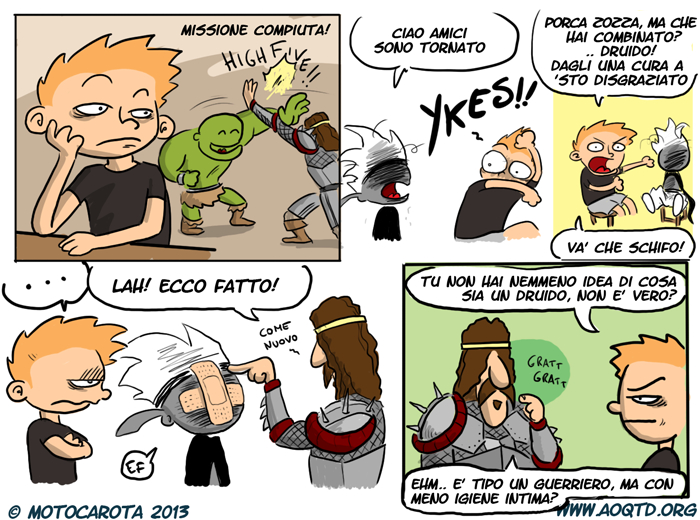 MISSIONE COMPIUTA!
HIGH FIVE!!!
CIAO AMICI
SONO TORNATO
YKES!!
PORCA ZOZZA, MA CHE
HAI COMBINATO?
.. DRUIDO!
DAGLI UNA CURA A
'STO DISGRAZIATO!
VA' CHE SCHIFO!
...
LAH! ECCO FATTO!
COME
NUOVO
EF
TU NON HAI NEMMENO IDEA DI COSA
SIA UN DRUIDO, NON E' VERO?
GRATT
GRATT
EHM.. E' TIPO UN GUERRIERO, MA CON
MENO IGIENE INTIMA?
© MOTOCAROTA 2013
WWW.AOQTD.ORG